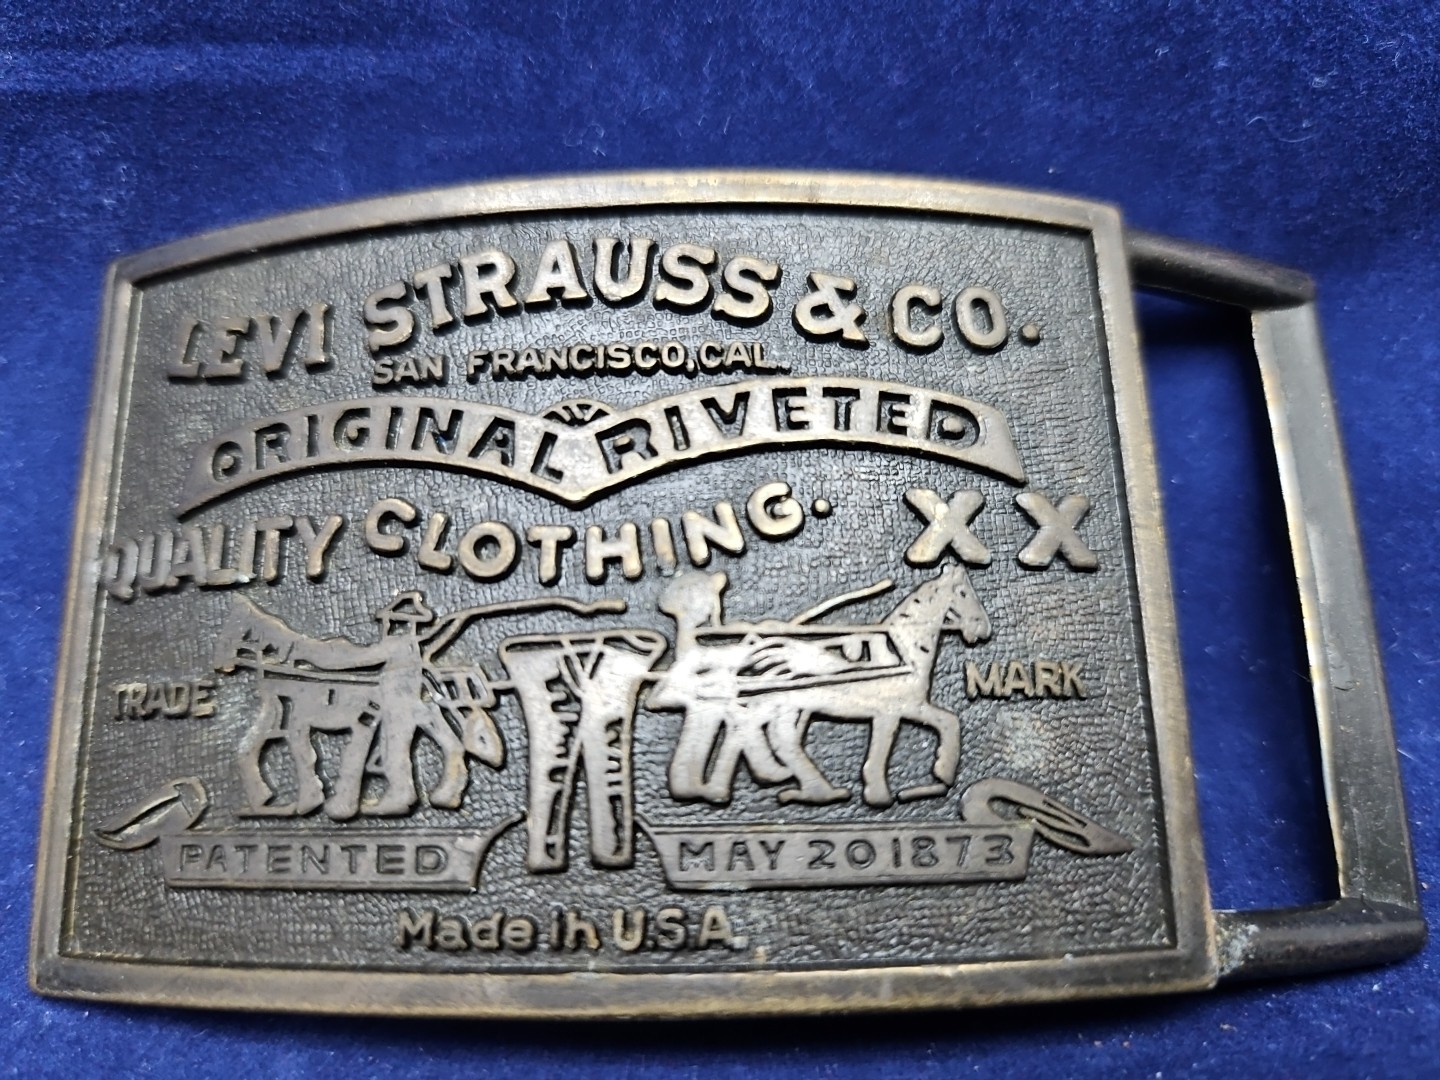 LEVI STRAUSS & CO.
SAN FRANCISCO, CAL.
ORIGINAL RIVETED
QUALITY CLOTHING. XX
TRADE MARK
PATENTED MAY 20 1873
Made in U.S.A.